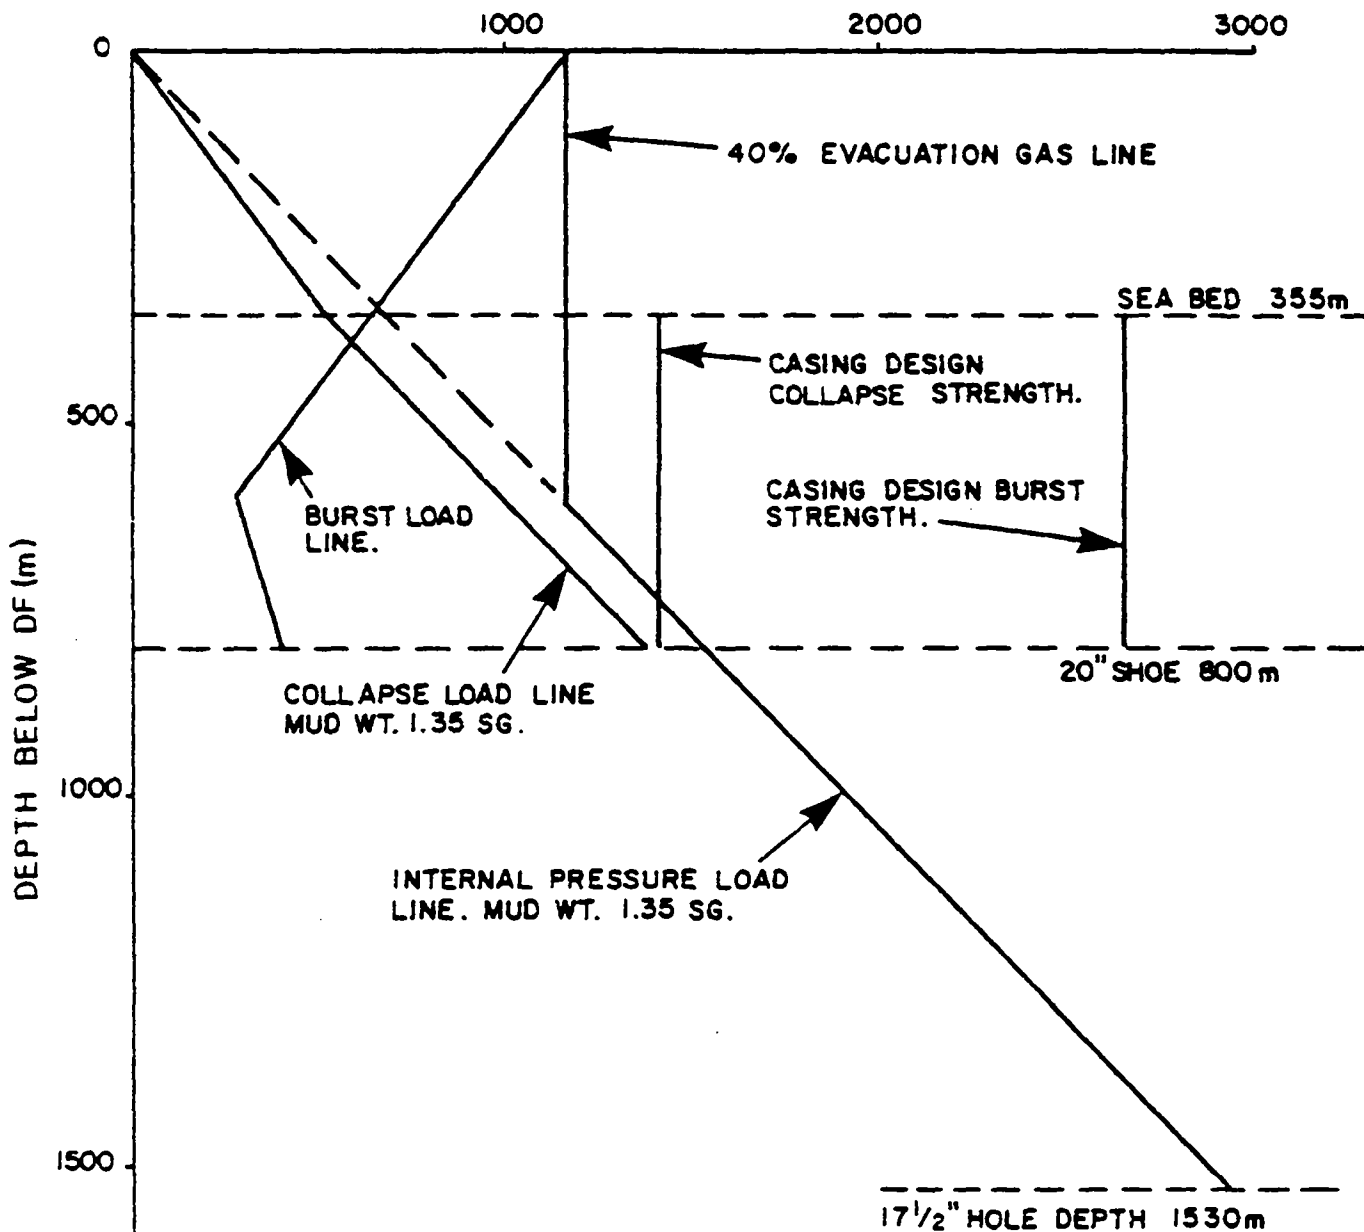 1000 2000 3000
0
40% EVACUATION GAS LINE
SEA BED 355m
CASING DESIGN
COLLAPSE STRENGTH.
500
CASING DESIGN BURST
STRENGTH.
BURST LOAD
LINE.
DEPTH BELOW DF (m)
20" SHOE 800m
COLLAPSE LOAD LINE
MUD WT. 1.35 SG.
1000
INTERNAL PRESSURE LOAD
LINE. MUD WT. 1.35 SG.
1500
17 1/2" HOLE DEPTH 1530m